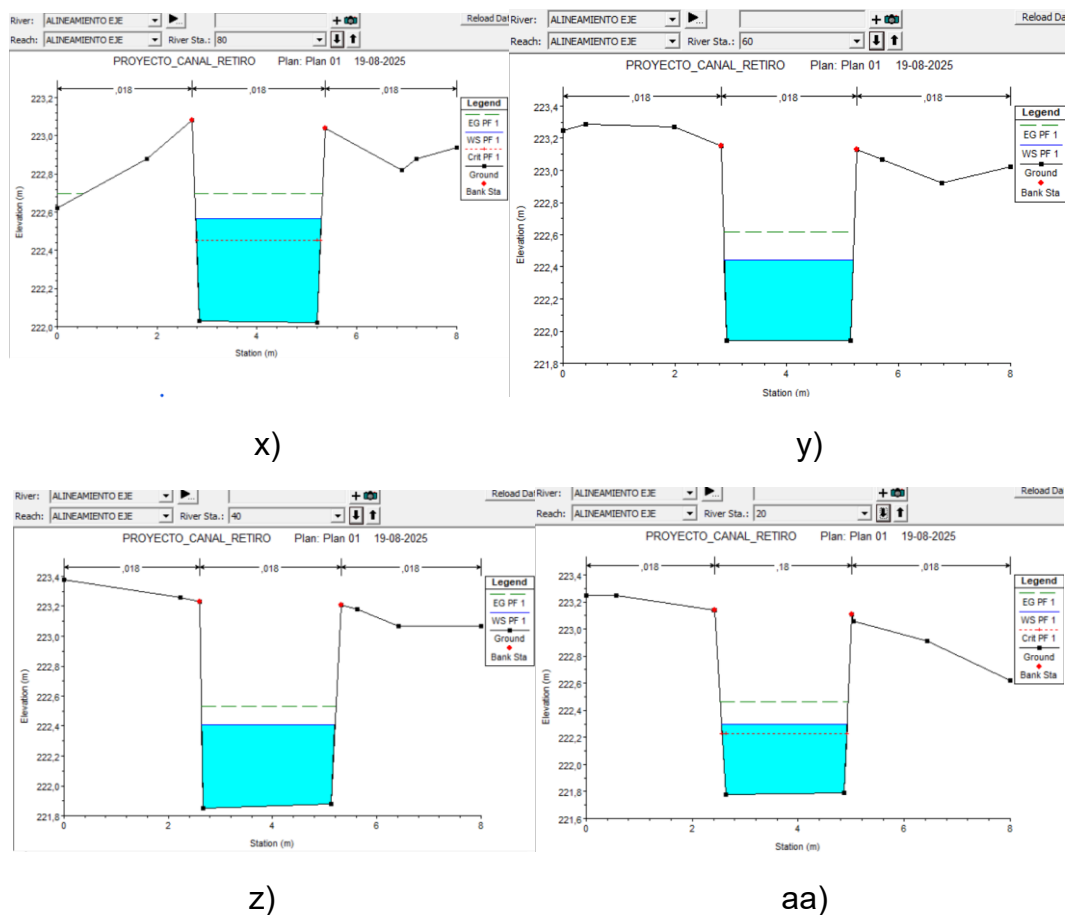 River: ALINEAMIENTO EJE
Reload Dat
Reach: ALINEAMIENTO EJE River Sta.: 80
PROYECTO_CANAL_RETIRO Plan: Plan 01 19-08-2025
,018 ,018 ,018
223,2
223,0
222,8
222,6
222,4
222,2
222,0
Elevation (m)
0 2 4 6 8
Station (m)
Legend
EG PF 1
WS PF 1
Crit PF 1
Ground
Bank Sta
x)
River: ALINEAMIENTO EJE
Reload Dat
Reach: ALINEAMIENTO EJE River Sta.: 60
PROYECTO_CANAL_RETIRO Plan: Plan 01 19-08-2025
,018 ,018 ,018
223,4
223,2
223,0
222,8
222,6
222,4
222,2
222,0
221,8
Elevation (m)
0 2 4 6 8
Station (m)
Legend
EG PF 1
WS PF 1
Ground
Bank Sta
y)
River: ALINEAMIENTO EJE
Reload Dat
Reach: ALINEAMIENTO EJE River Sta.: 40
PROYECTO_CANAL_RETIRO Plan: Plan 01 19-08-2025
,018 ,018 ,018
223,4
223,2
223,0
222,8
222,6
222,4
222,2
222,0
221,8
221,6
Elevation (m)
0 2 4 6 8
Station (m)
Legend
EG PF 1
WS PF 1
Ground
Bank Sta
z)
River: ALINEAMIENTO EJE
Reload Dat
Reach: ALINEAMIENTO EJE River Sta.: 20
PROYECTO_CANAL_RETIRO Plan: Plan 01 19-08-2025
,018 ,18 ,018
223,4
223,2
223,0
222,8
222,6
222,4
222,2
222,0
221,8
221,6
Elevation (m)
0 2 4 6 8
Station (m)
Legend
EG PF 1
WS PF 1
Crit PF 1
Ground
Bank Sta
aa)